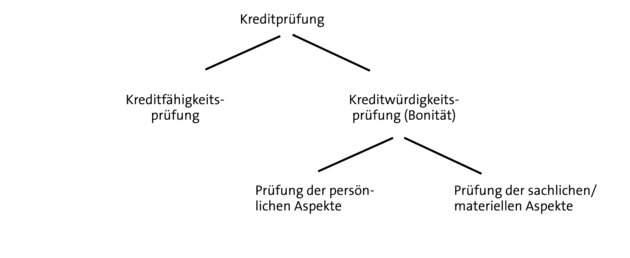 Kreditprüfung
Kreditfähigkeits-
prüfung
Kreditwürdigkeits-
prüfung (Bonität)
Prüfung der persön-
lichen Aspekte
Prüfung der sachlichen/
materiellen Aspekte